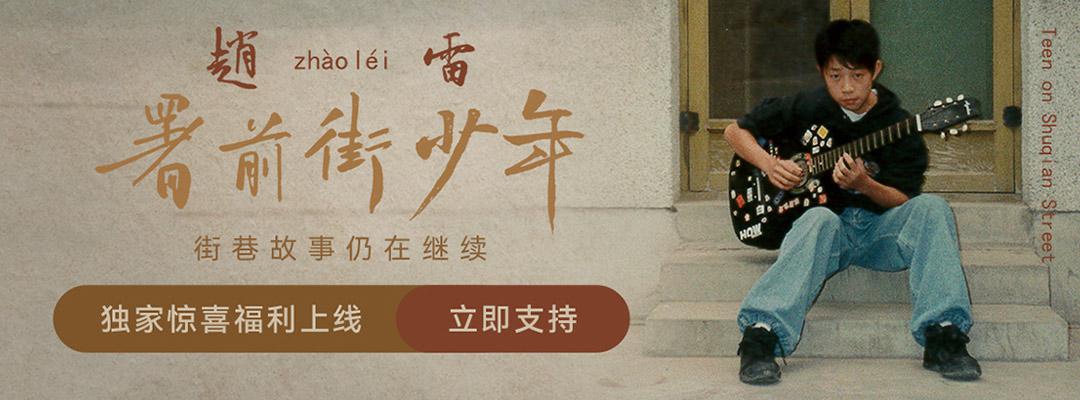 趙 zhào léi 雷
署前街少年
街巷故事仍在继续
独家惊喜福利上线 立即支持
Teen on Shuqian Street